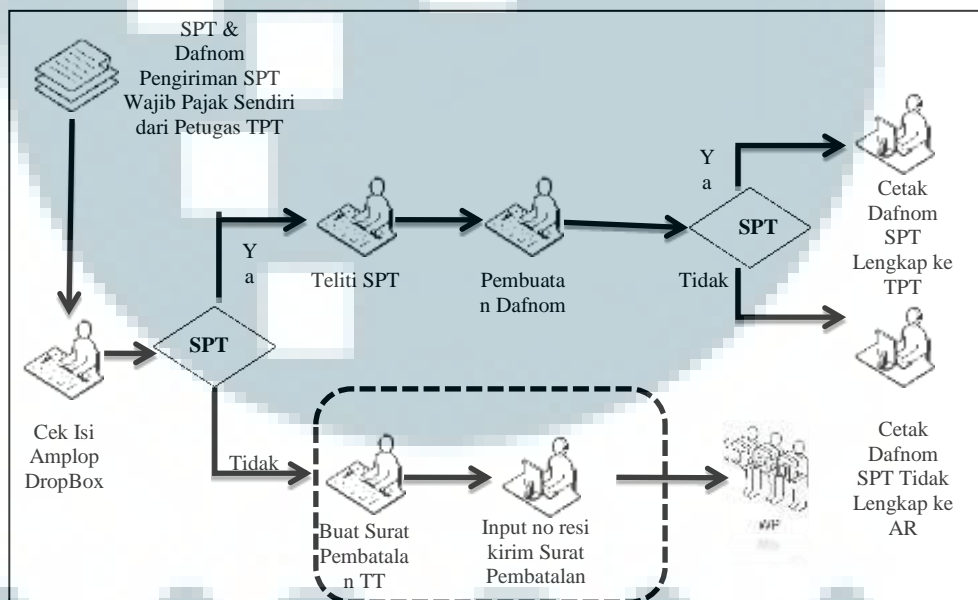 SPT &
Dafnom
Pengiriman SPT
Wajib Pajak Sendiri
dari Petugas TPT
Cek Isi
Amplop
DropBox
SPT
Y
a
Teliti SPT
Pembuata
n Dafnom
SPT
Y
a
Cetak
Dafnom
SPT
Lengkap ke
TPT
Tidak
Cetak
Dafnom
SPT Tidak
Lengkap ke
AR
Tidak
Buat Surat
Pembatala
n TT
Input no resi
kirim Surat
Pembatalan
WP